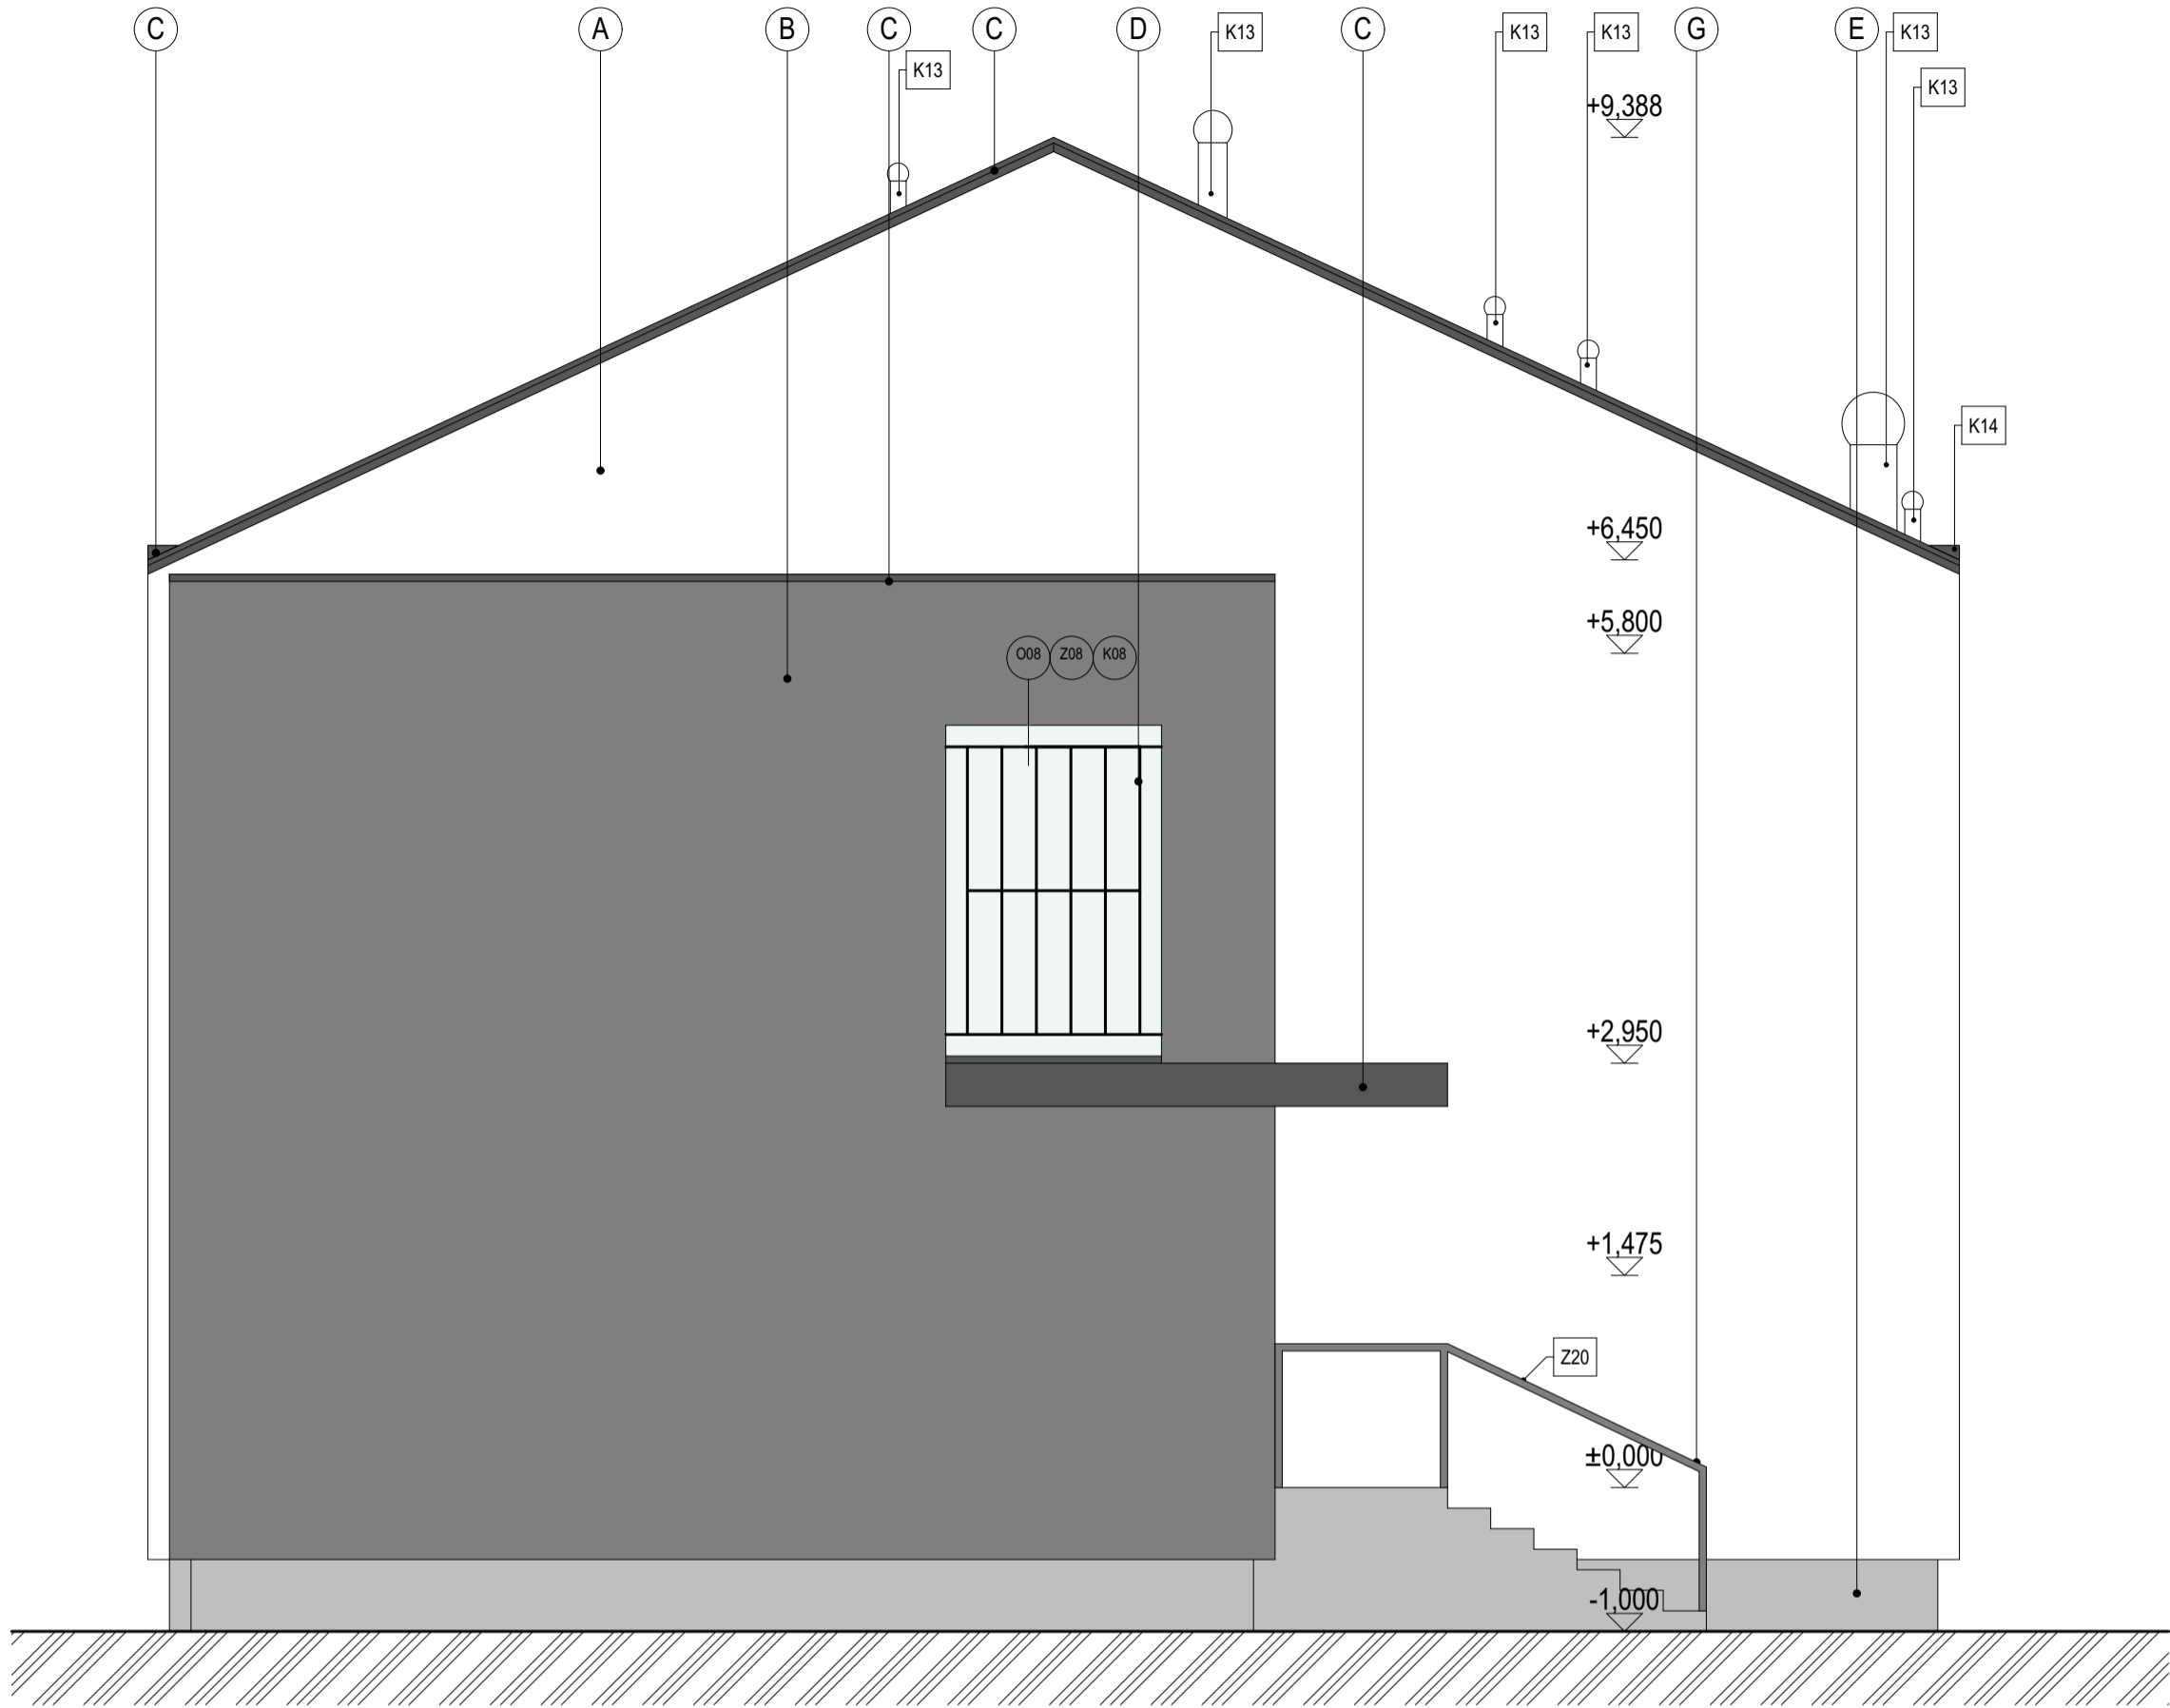 C A B C C D K13 C K13 K13 G E K13
K13
K13
+9,388
K14
+6,450
+5,800
O08 Z08 K08
+2,950
+1,475
Z20
±0,000
-1,000